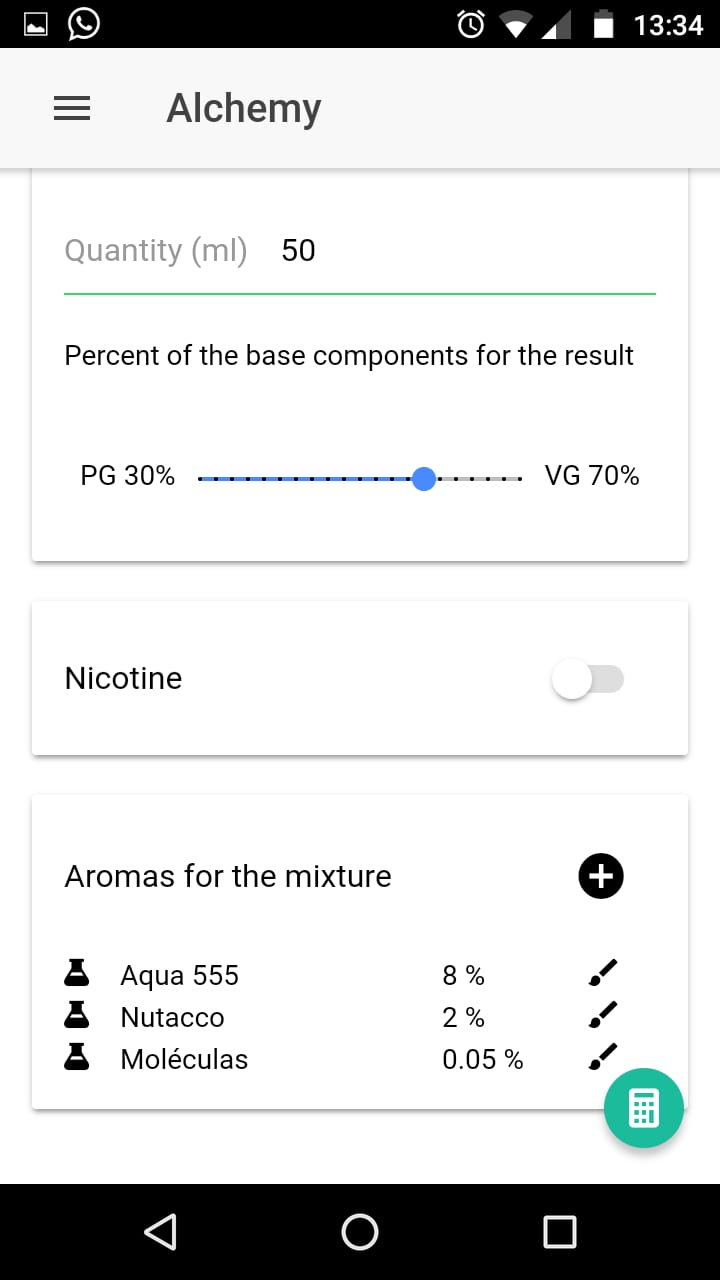 13:34
Alchemy
Quantity (ml) 50
Percent of the base components for the result
PG 30% VG 70%
Nicotine
Aromas for the mixture
Aqua 555 8 %
Nutacco 2 %
Moléculas 0.05 %